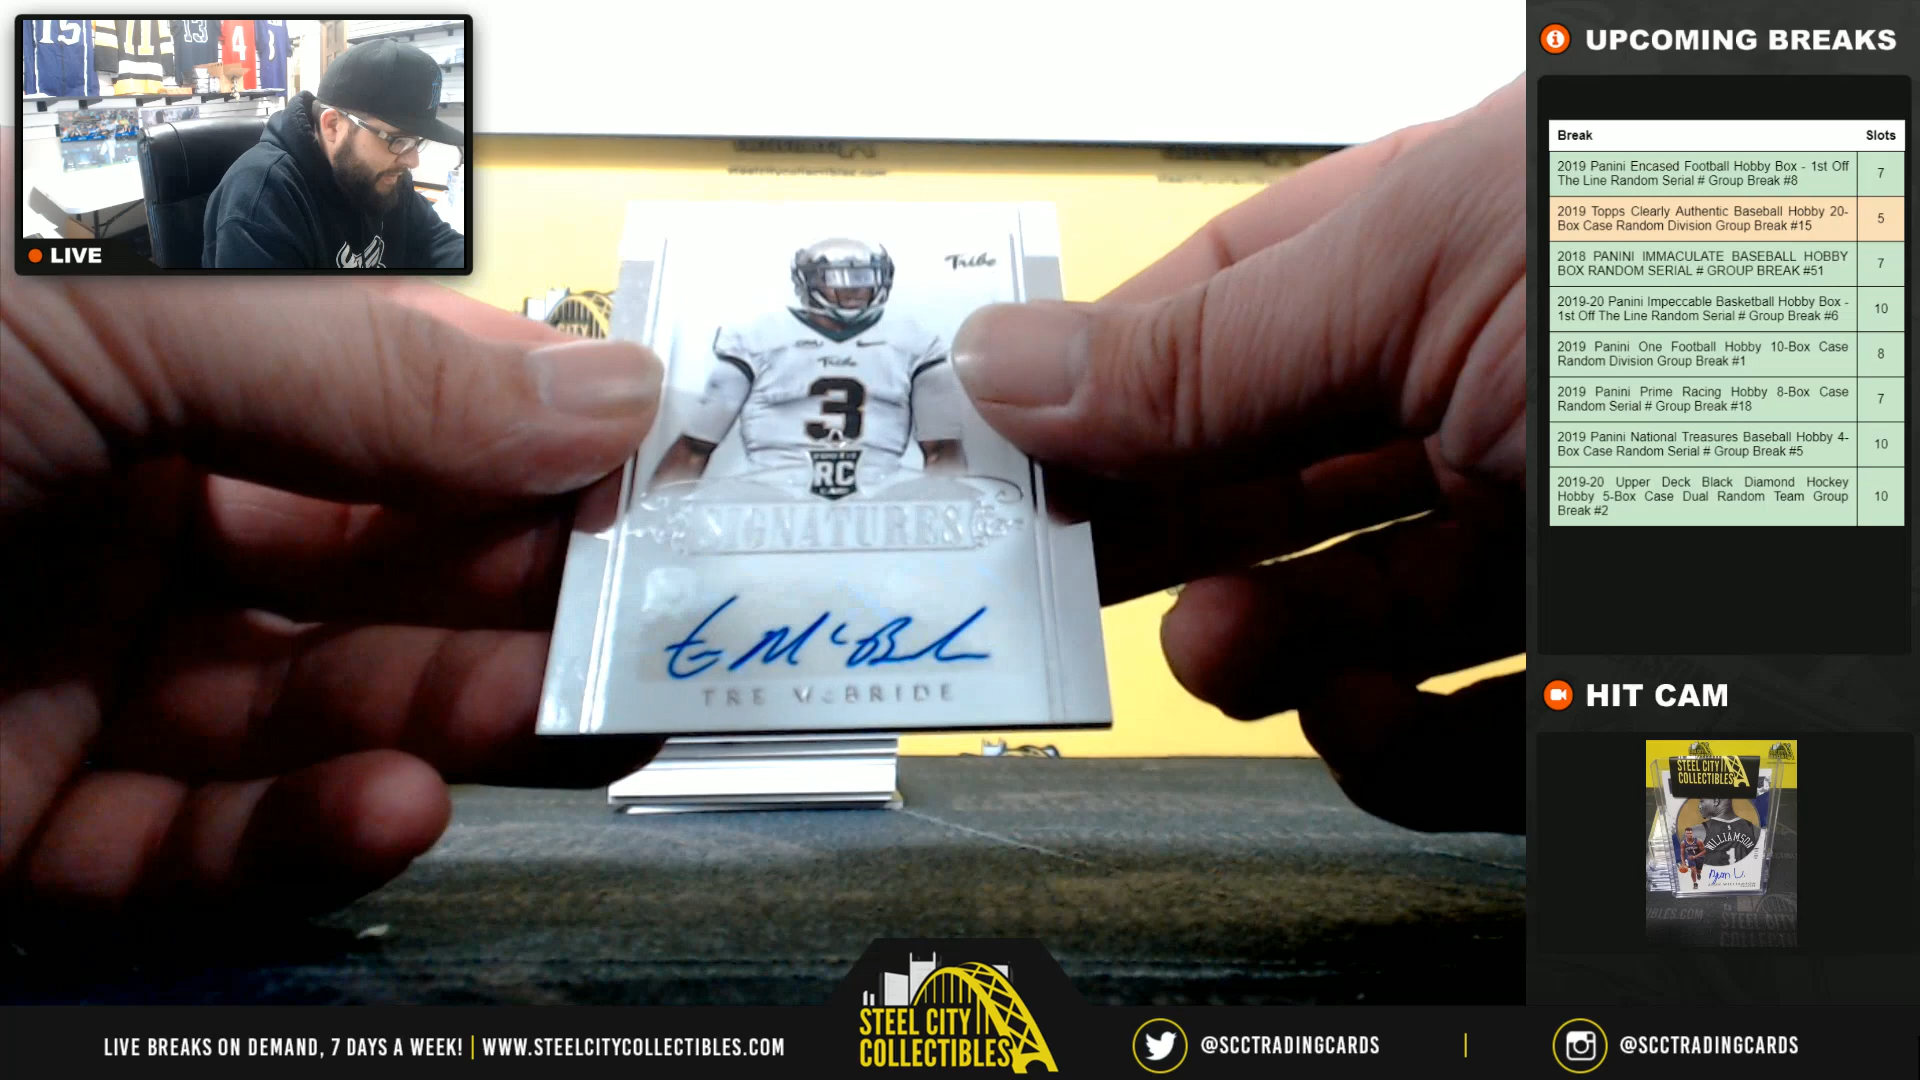 15
11
13
4
LIVE
Tribe
Tribe
3
RC
SIGNATURES
TRE McBRIDE
UPCOMING BREAKS
Break Slots
2019 Panini Encased Football Hobby Box - 1st Off
The Line Random Serial # Group Break #8
7
2019 Topps Clearly Authentic Baseball Hobby 20-
Box Case Random Division Group Break #15
5
2018 PANINI IMMACULATE BASEBALL HOBBY
BOX RANDOM SERIAL # GROUP BREAK #51
7
2019-20 Panini Impeccable Basketball Hobby Box -
1st Off The Line Random Serial # Group Break #6
10
2019 Panini One Football Hobby 10-Box Case
Random Division Group Break #1
8
2019 Panini Prime Racing Hobby 8-Box Case
Random Serial # Group Break #18
7
2019 Panini National Treasures Baseball Hobby 4-
Box Case Random Serial # Group Break #5
10
2019-20 Upper Deck Black Diamond Hockey
Hobby 5-Box Case Dual Random Team Group
Break #2
10
HIT CAM
STEEL CITY
COLLECTIBLES
WILLIAMSON
1
LIVE BREAKS ON DEMAND, 7 DAYS A WEEK! | WWW.STEELCITYCOLLECTIBLES.COM
STEEL CITY
COLLECTIBLES
@SCCTRADINGCARDS
@SCCTRADINGCARDS